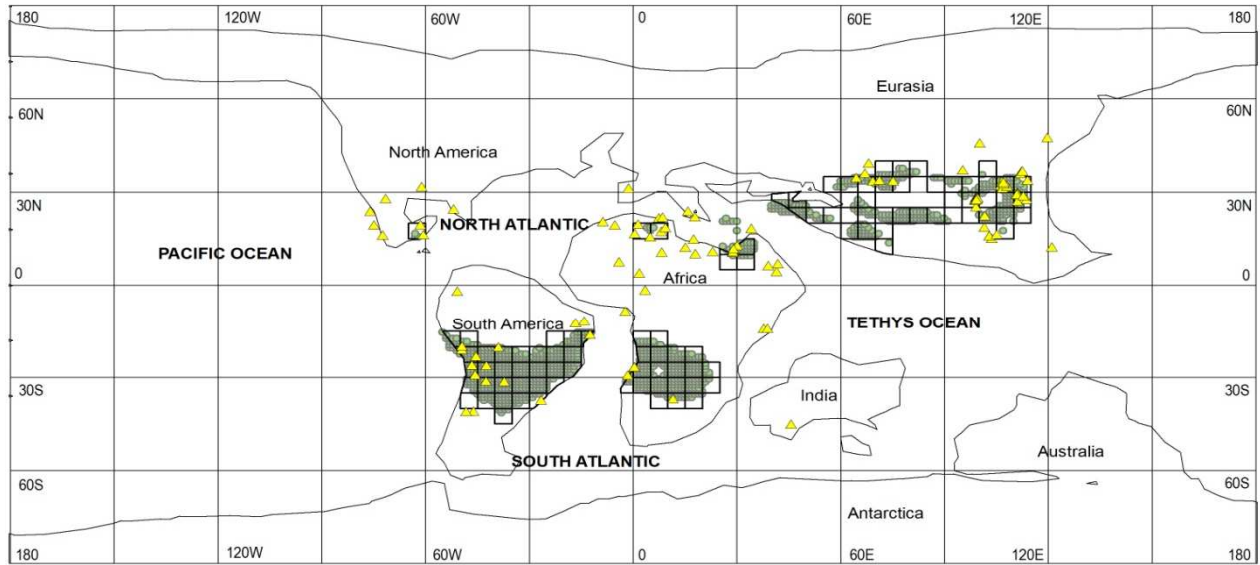 180 120W 60W 0 60E 120E 180
Eurasia
60N 60N
North America
30N 30N
NORTH ATLANTIC
PACIFIC OCEAN
0 Africa 0
South America TETHYS OCEAN
30S 30S
India
Australia
SOUTH ATLANTIC
60S 60S
Antarctica
180 120W 60W 0 60E 120E 180